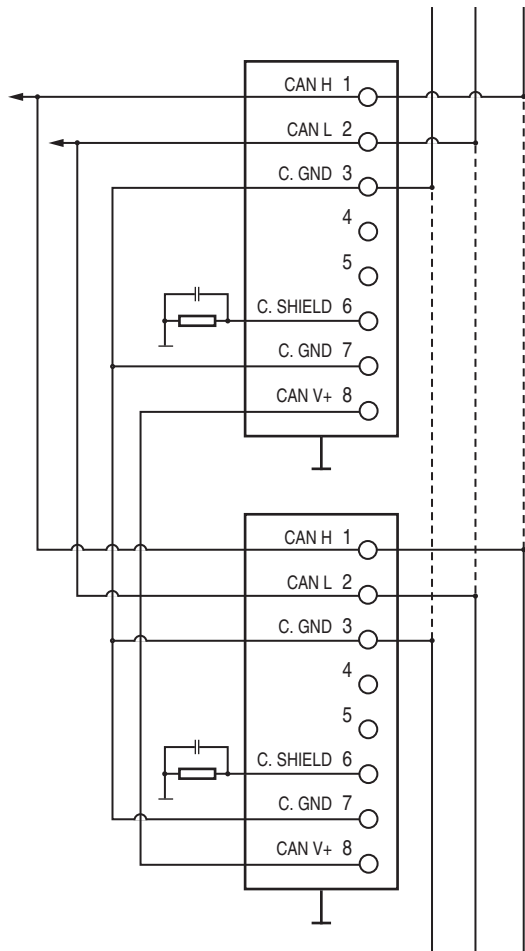 CAN H 1
CAN L 2
C. GND 3
4
5
C. SHIELD 6
C. GND 7
CAN V+ 8
CAN H 1
CAN L 2
C. GND 3
4
5
C. SHIELD 6
C. GND 7
CAN V+ 8